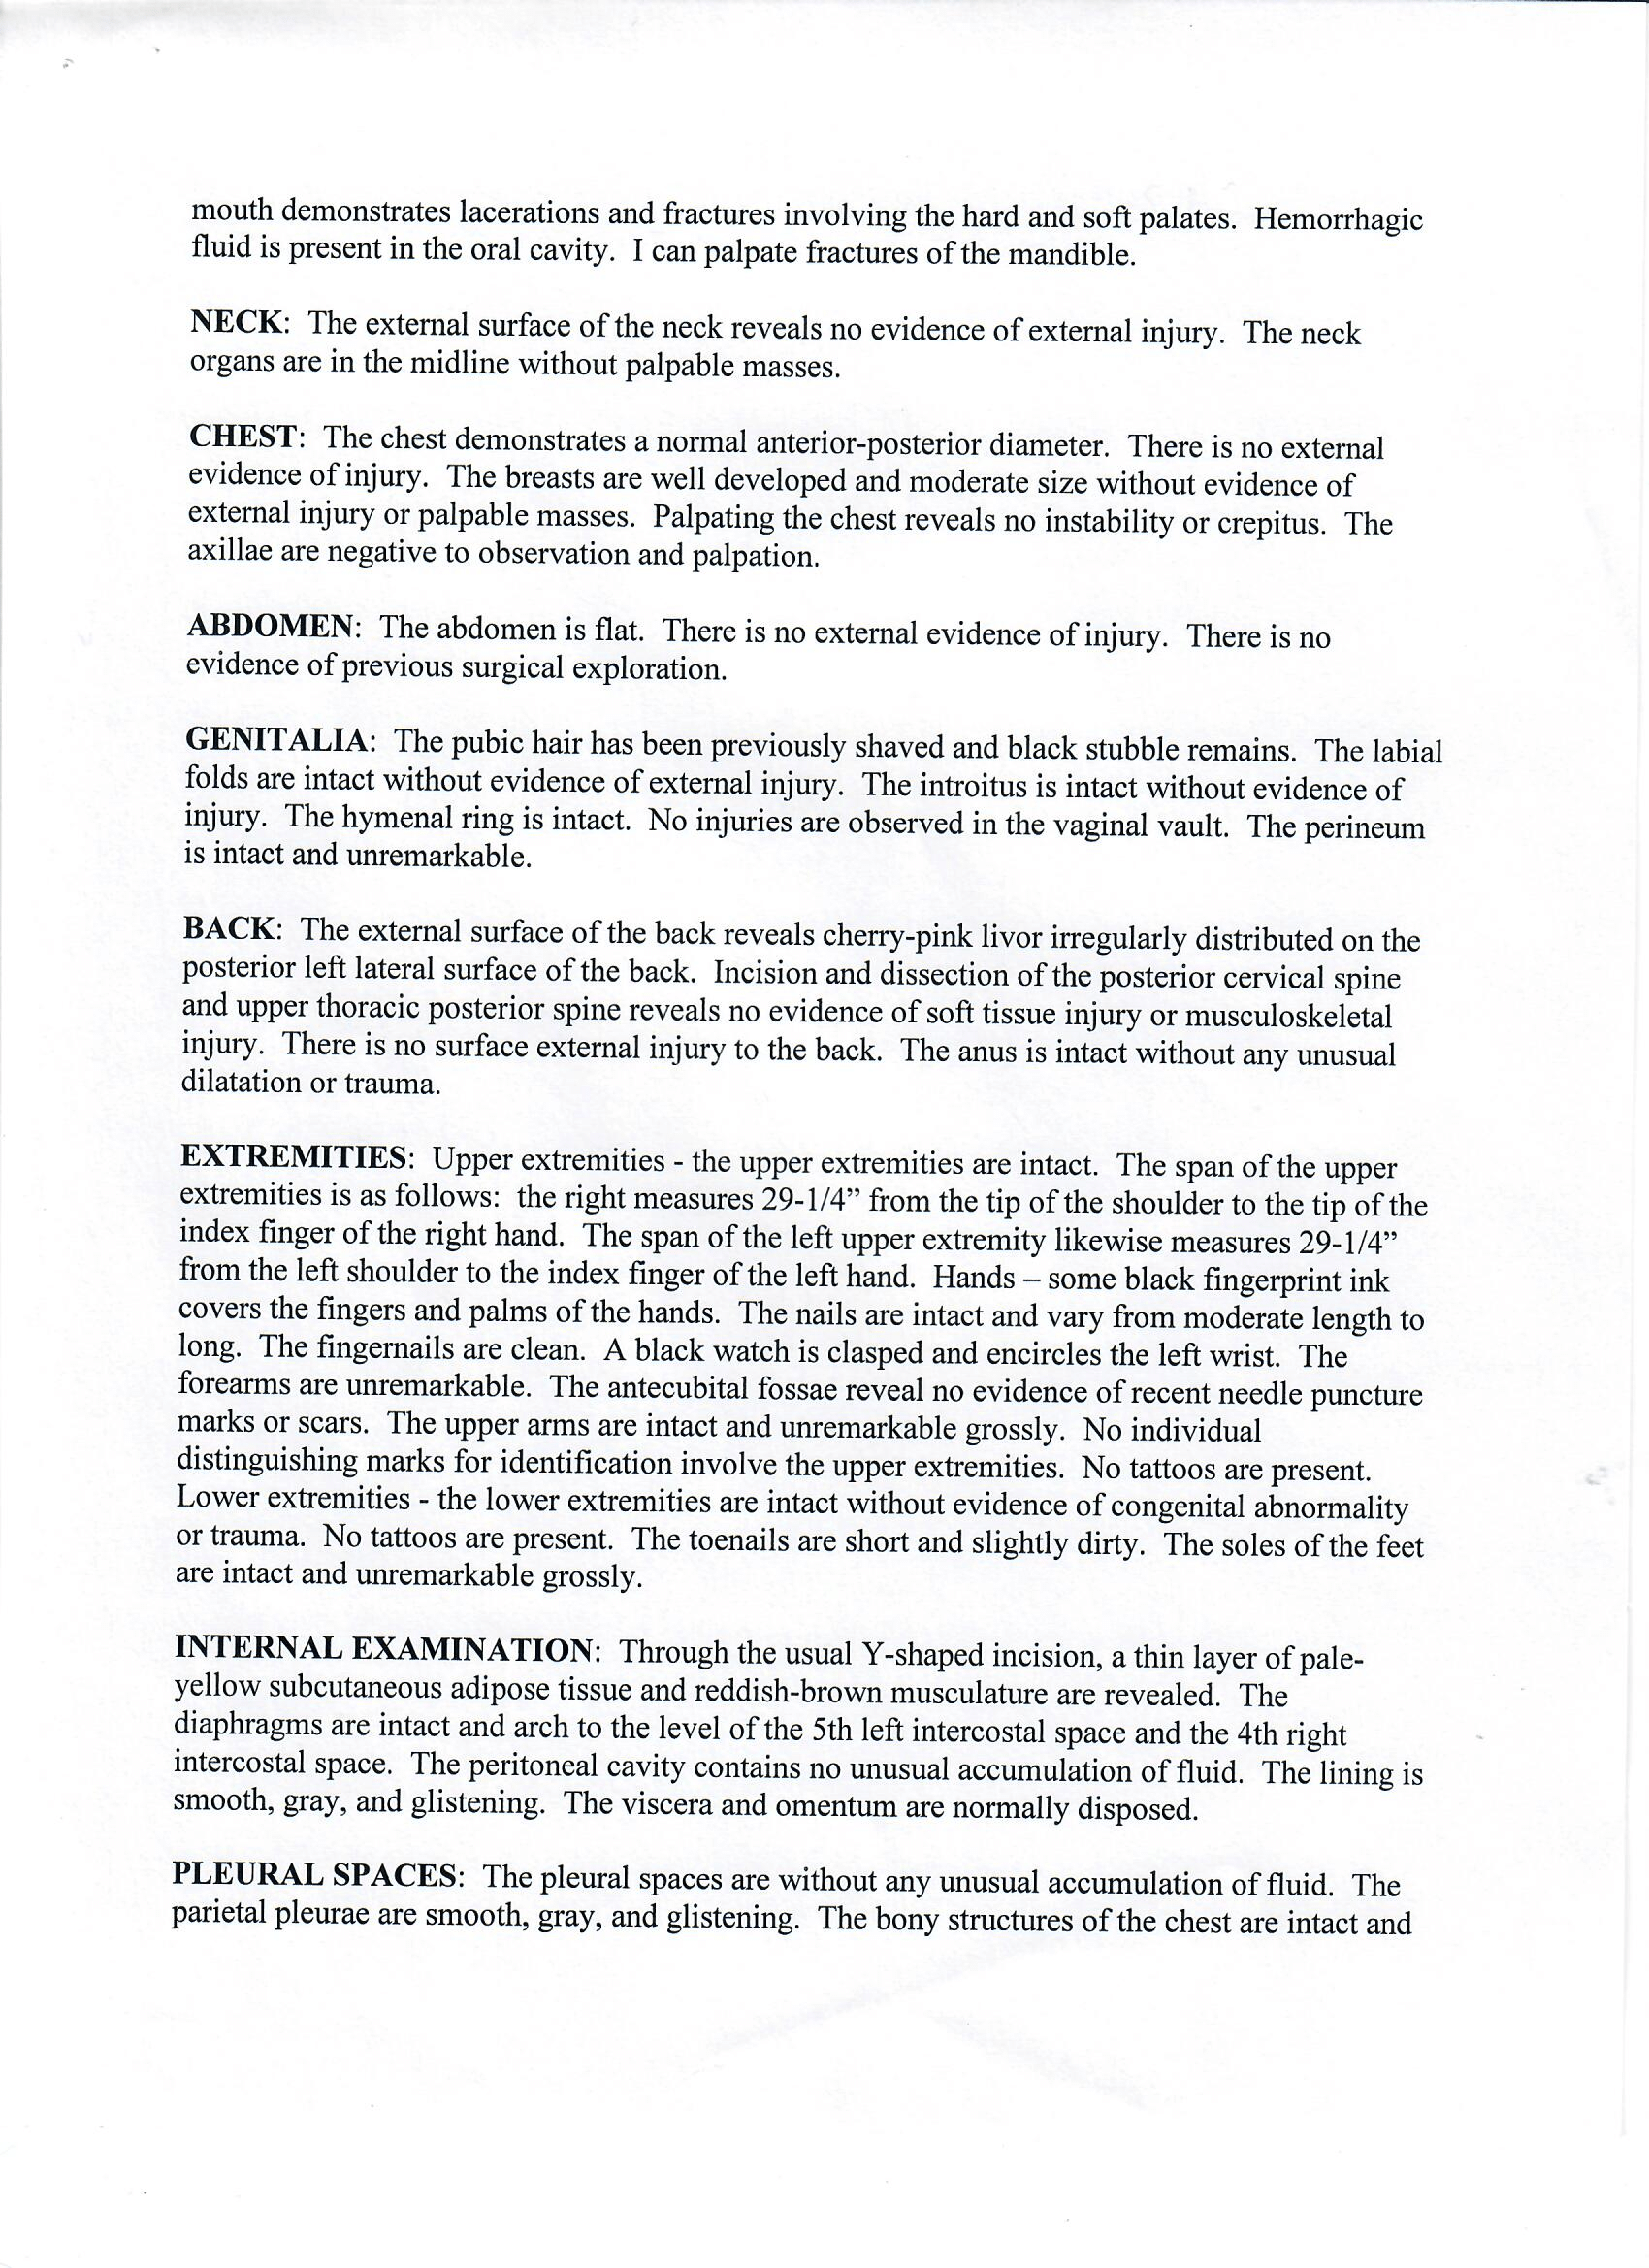 mouth demonstrates lacerations and fractures involving the hard and soft palates.  Hemorrhagic
fluid is present in the oral cavity.  I can palpate fractures of the mandible.
NECK:  The external surface of the neck reveals no evidence of external injury.  The neck
organs are in the midline without palpable masses.
CHEST:  The chest demonstrates a normal anterior-posterior diameter.  There is no external
evidence of injury.  The breasts are well developed and moderate size without evidence of
external injury or palpable masses.  Palpating the chest reveals no instability or crepitus.  The
axillae are negative to observation and palpation.
ABDOMEN:  The abdomen is flat.  There is no external evidence of injury.  There is no
evidence of previous surgical exploration.
GENITALIA:  The pubic hair has been previously shaved and black stubble remains.  The labial
folds are intact without evidence of external injury.  The introitus is intact without evidence of
injury.  The hymenal ring is intact.  No injuries are observed in the vaginal vault.  The perineum
is intact and unremarkable.
BACK:  The external surface of the back reveals cherry-pink livor irregularly distributed on the
posterior left lateral surface of the back.  Incision and dissection of the posterior cervical spine
and upper thoracic posterior spine reveals no evidence of soft tissue injury or musculoskeletal
injury.  There is no surface external injury to the back.  The anus is intact without any unusual
dilatation or trauma.
EXTREMITIES:  Upper extremities - the upper extremities are intact.  The span of the upper
extremities is as follows:  the right measures 29-1/4” from the tip of the shoulder to the tip of the
index finger of the right hand.  The span of the left upper extremity likewise measures 29-1/4”
from the left shoulder to the index finger of the left hand.  Hands – some black fingerprint ink
covers the fingers and palms of the hands.  The nails are intact and vary from moderate length to
long.  The fingernails are clean.  A black watch is clasped and encircles the left wrist.  The
forearms are unremarkable.  The antecubital fossae reveal no evidence of recent needle puncture
marks or scars.  The upper arms are intact and unremarkable grossly.  No individual
distinguishing marks for identification involve the upper extremities.  No tattoos are present.
Lower extremities - the lower extremities are intact without evidence of congenital abnormality
or trauma.  No tattoos are present.  The toenails are short and slightly dirty.  The soles of the feet
are intact and unremarkable grossly.
INTERNAL EXAMINATION:  Through the usual Y-shaped incision, a thin layer of pale-
yellow subcutaneous adipose tissue and reddish-brown musculature are revealed.  The
diaphragms are intact and arch to the level of the 5th left intercostal space and the 4th right
intercostal space.  The peritoneal cavity contains no unusual accumulation of fluid.  The lining is
smooth, gray, and glistening.  The viscera and omentum are normally disposed.
PLEURAL SPACES:  The pleural spaces are without any unusual accumulation of fluid.  The
parietal pleurae are smooth, gray, and glistening.  The bony structures of the chest are intact and